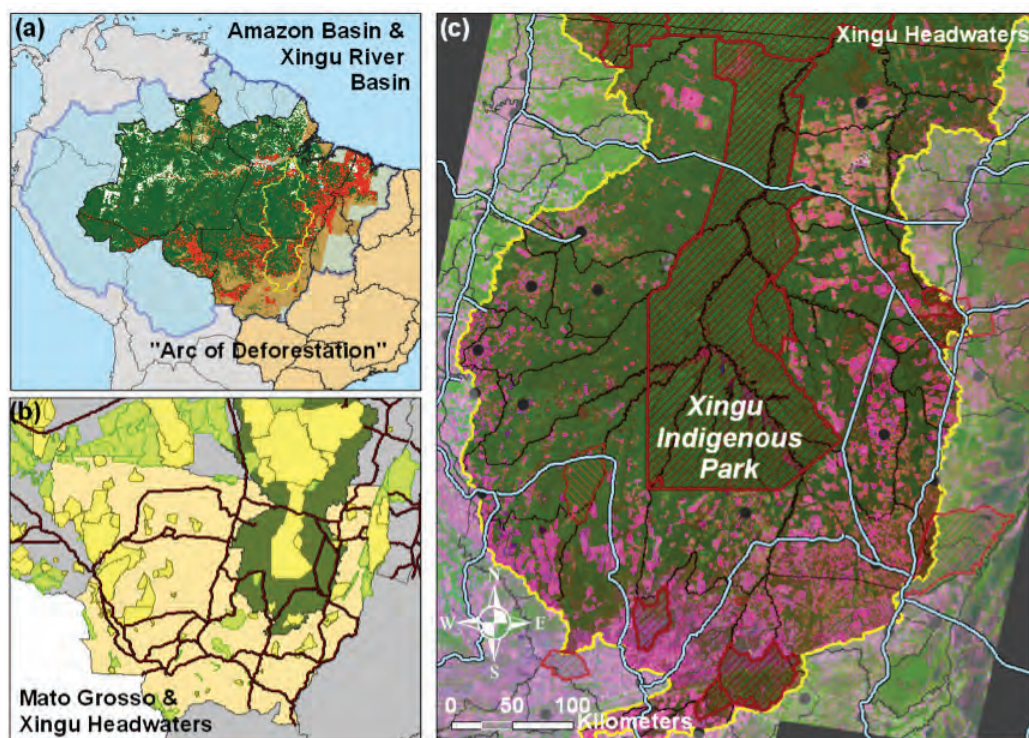 (a)
Amazon Basin &
Xingu River
Basin
"Arc of Deforestation"
(b)
Mato Grosso &
Xingu Headwaters
(c)
Xingu Headwaters
Xingu
Indigenous
Park
N
W E
S
0 50 100
Kilometers